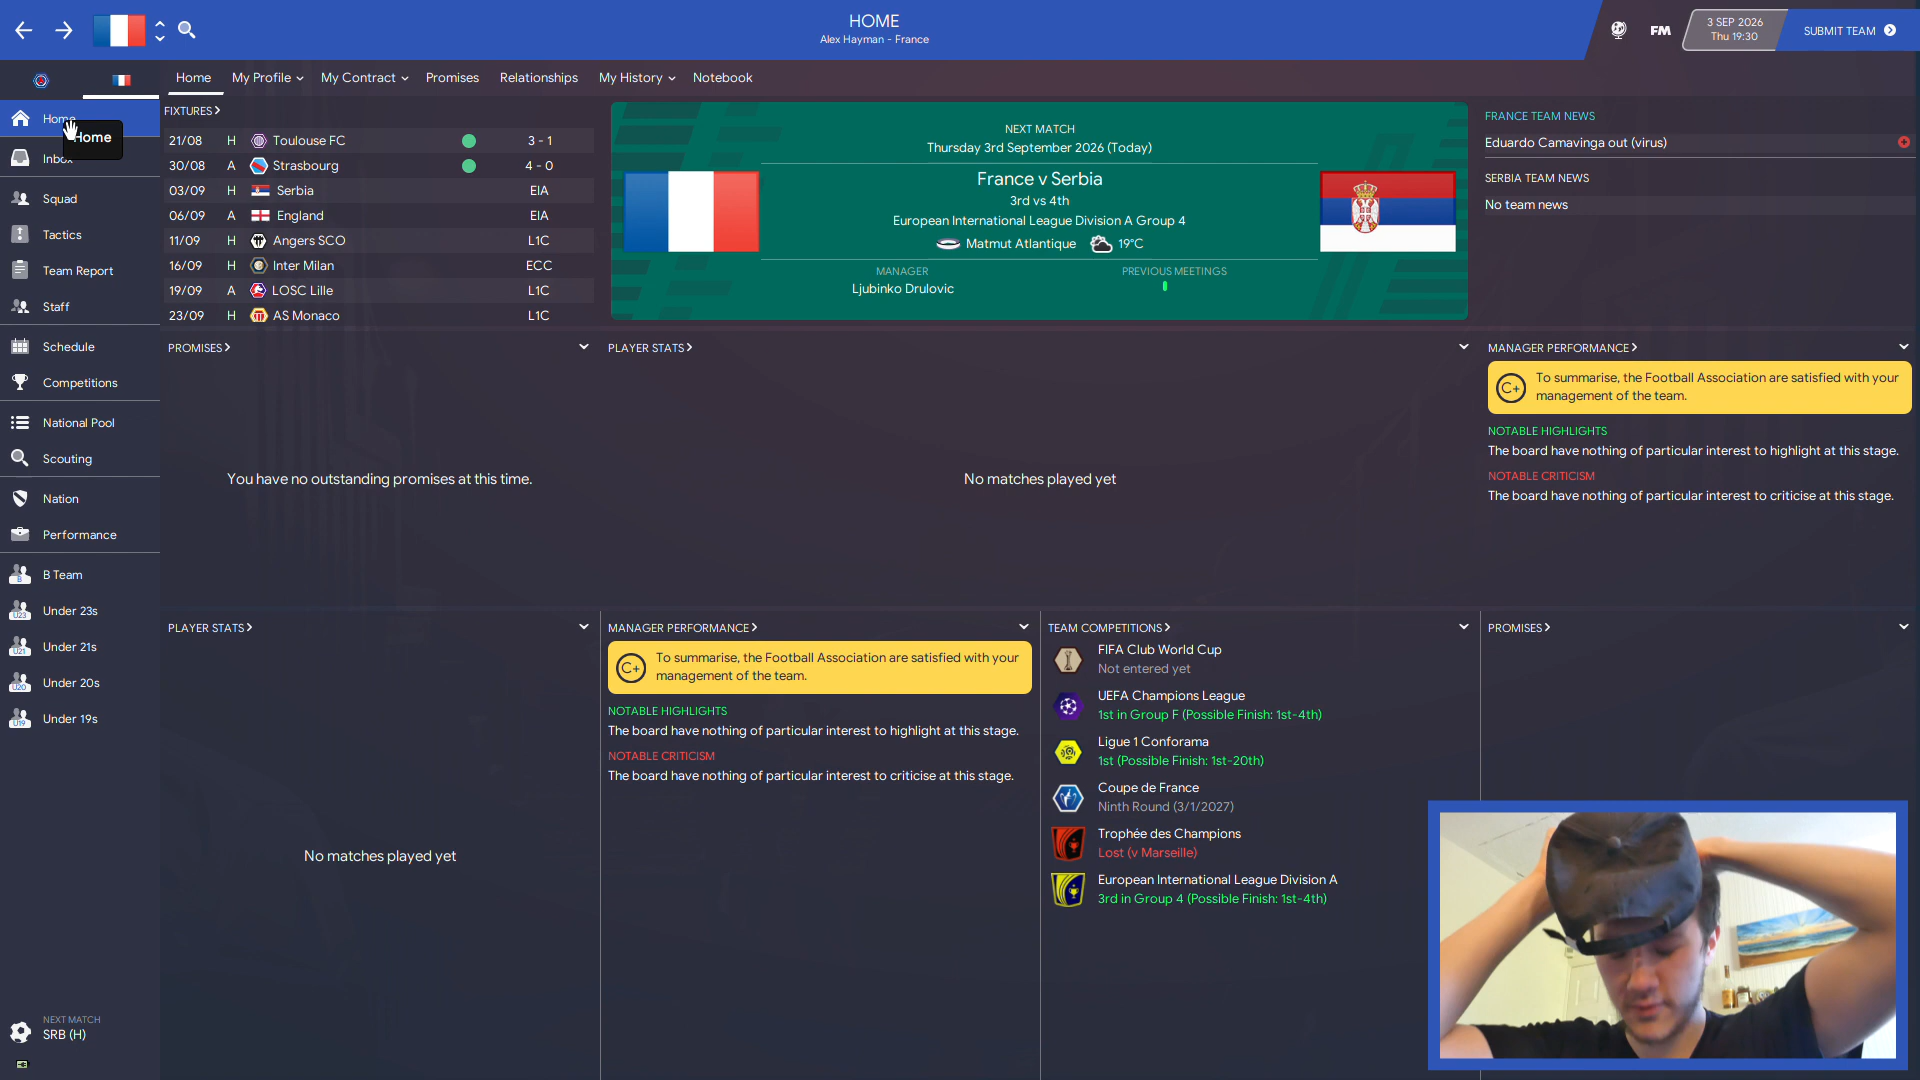 HOME
Alex Hayman - France
FM
3 SEP 2026
Thu 19:30
SUBMIT TEAM
Home
My Profile
My Contract
Promises
Relationships
My History
Notebook
Home
Home
Inbox
Squad
Tactics
Team Report
Staff
Schedule
Competitions
National Pool
Scouting
Nation
Performance
B Team
Under 23s
Under 21s
Under 20s
Under 19s
NEXT MATCH
SRB (H)
FIXTURES
21/08 H Toulouse FC 3 - 1
30/08 A Strasbourg 4 - 0
03/09 H Serbia EIA
06/09 A England EIA
11/09 H Angers SCO L1C
16/09 H Inter Milan ECC
19/09 A LOSC Lille L1C
23/09 H AS Monaco L1C
NEXT MATCH
Thursday 3rd September 2026 (Today)
France v Serbia
3rd vs 4th
European International League Division A Group 4
Matmut Atlantique 19°C
MANAGER
Ljubinko Drulovic
PREVIOUS MEETINGS
FRANCE TEAM NEWS
Eduardo Camavinga out (virus)
SERBIA TEAM NEWS
No team news
PROMISES
You have no outstanding promises at this time.
PLAYER STATS
No matches played yet
MANAGER PERFORMANCE
C+
To summarise, the Football Association are satisfied with your
management of the team.
NOTABLE HIGHLIGHTS
The board have nothing of particular interest to highlight at this stage.
NOTABLE CRITICISM
The board have nothing of particular interest to criticise at this stage.
PLAYER STATS
No matches played yet
MANAGER PERFORMANCE
C+
To summarise, the Football Association are satisfied with your
management of the team.
NOTABLE HIGHLIGHTS
The board have nothing of particular interest to highlight at this stage.
NOTABLE CRITICISM
The board have nothing of particular interest to criticise at this stage.
TEAM COMPETITIONS
FIFA Club World Cup
Not entered yet
UEFA Champions League
1st in Group F (Possible Finish: 1st-4th)
Ligue 1 Conforama
1st (Possible Finish: 1st-20th)
Coupe de France
Ninth Round (3/1/2027)
Trophée des Champions
Lost (v Marseille)
European International League Division A
3rd in Group 4 (Possible Finish: 1st-4th)
PROMISES